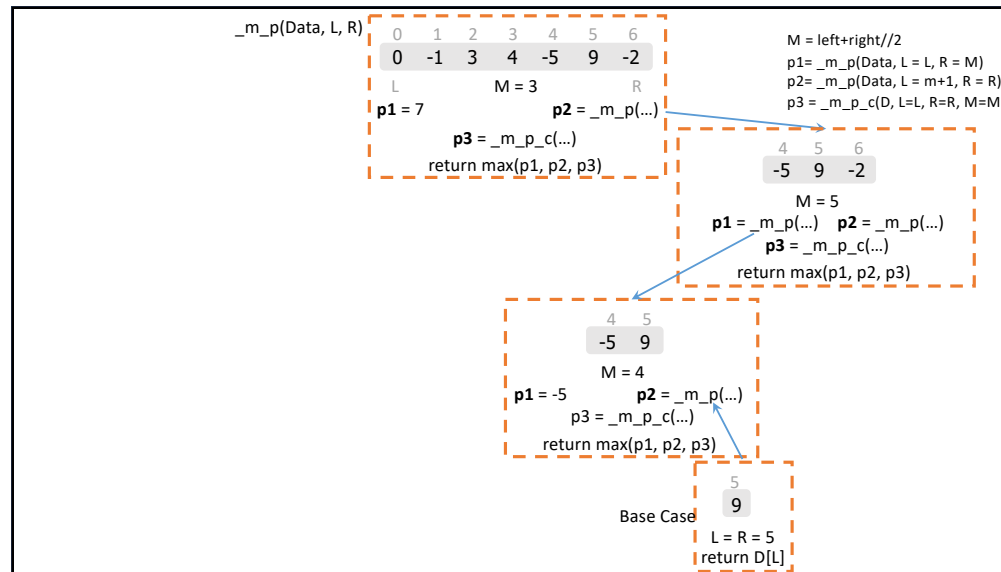 _m_p(Data, L, R)
0 1 2 3 4 5 6
0 -1 3 4 -5 9 -2
L M = 3 R
p1 = 7 p2 = _m_p(…)
p3 = _m_p_c(…)
return max(p1, p2, p3)
M = left+right//2
p1= _m_p(Data, L = L, R = M)
p2= _m_p(Data, L = m+1, R = R)
p3 = _m_p_c(D, L=L, R=R, M=M
4 5 6
-5 9 -2
M = 5
p1 = _m_p(…) p2 = _m_p(…)
p3 = _m_p_c(…)
return max(p1, p2, p3)
4 5
-5 9
M = 4
p1 = -5 p2 = _m_p(…)
p3 = _m_p_c(…)
return max(p1, p2, p3)
5
9
Base Case
L = R = 5
return D[L]